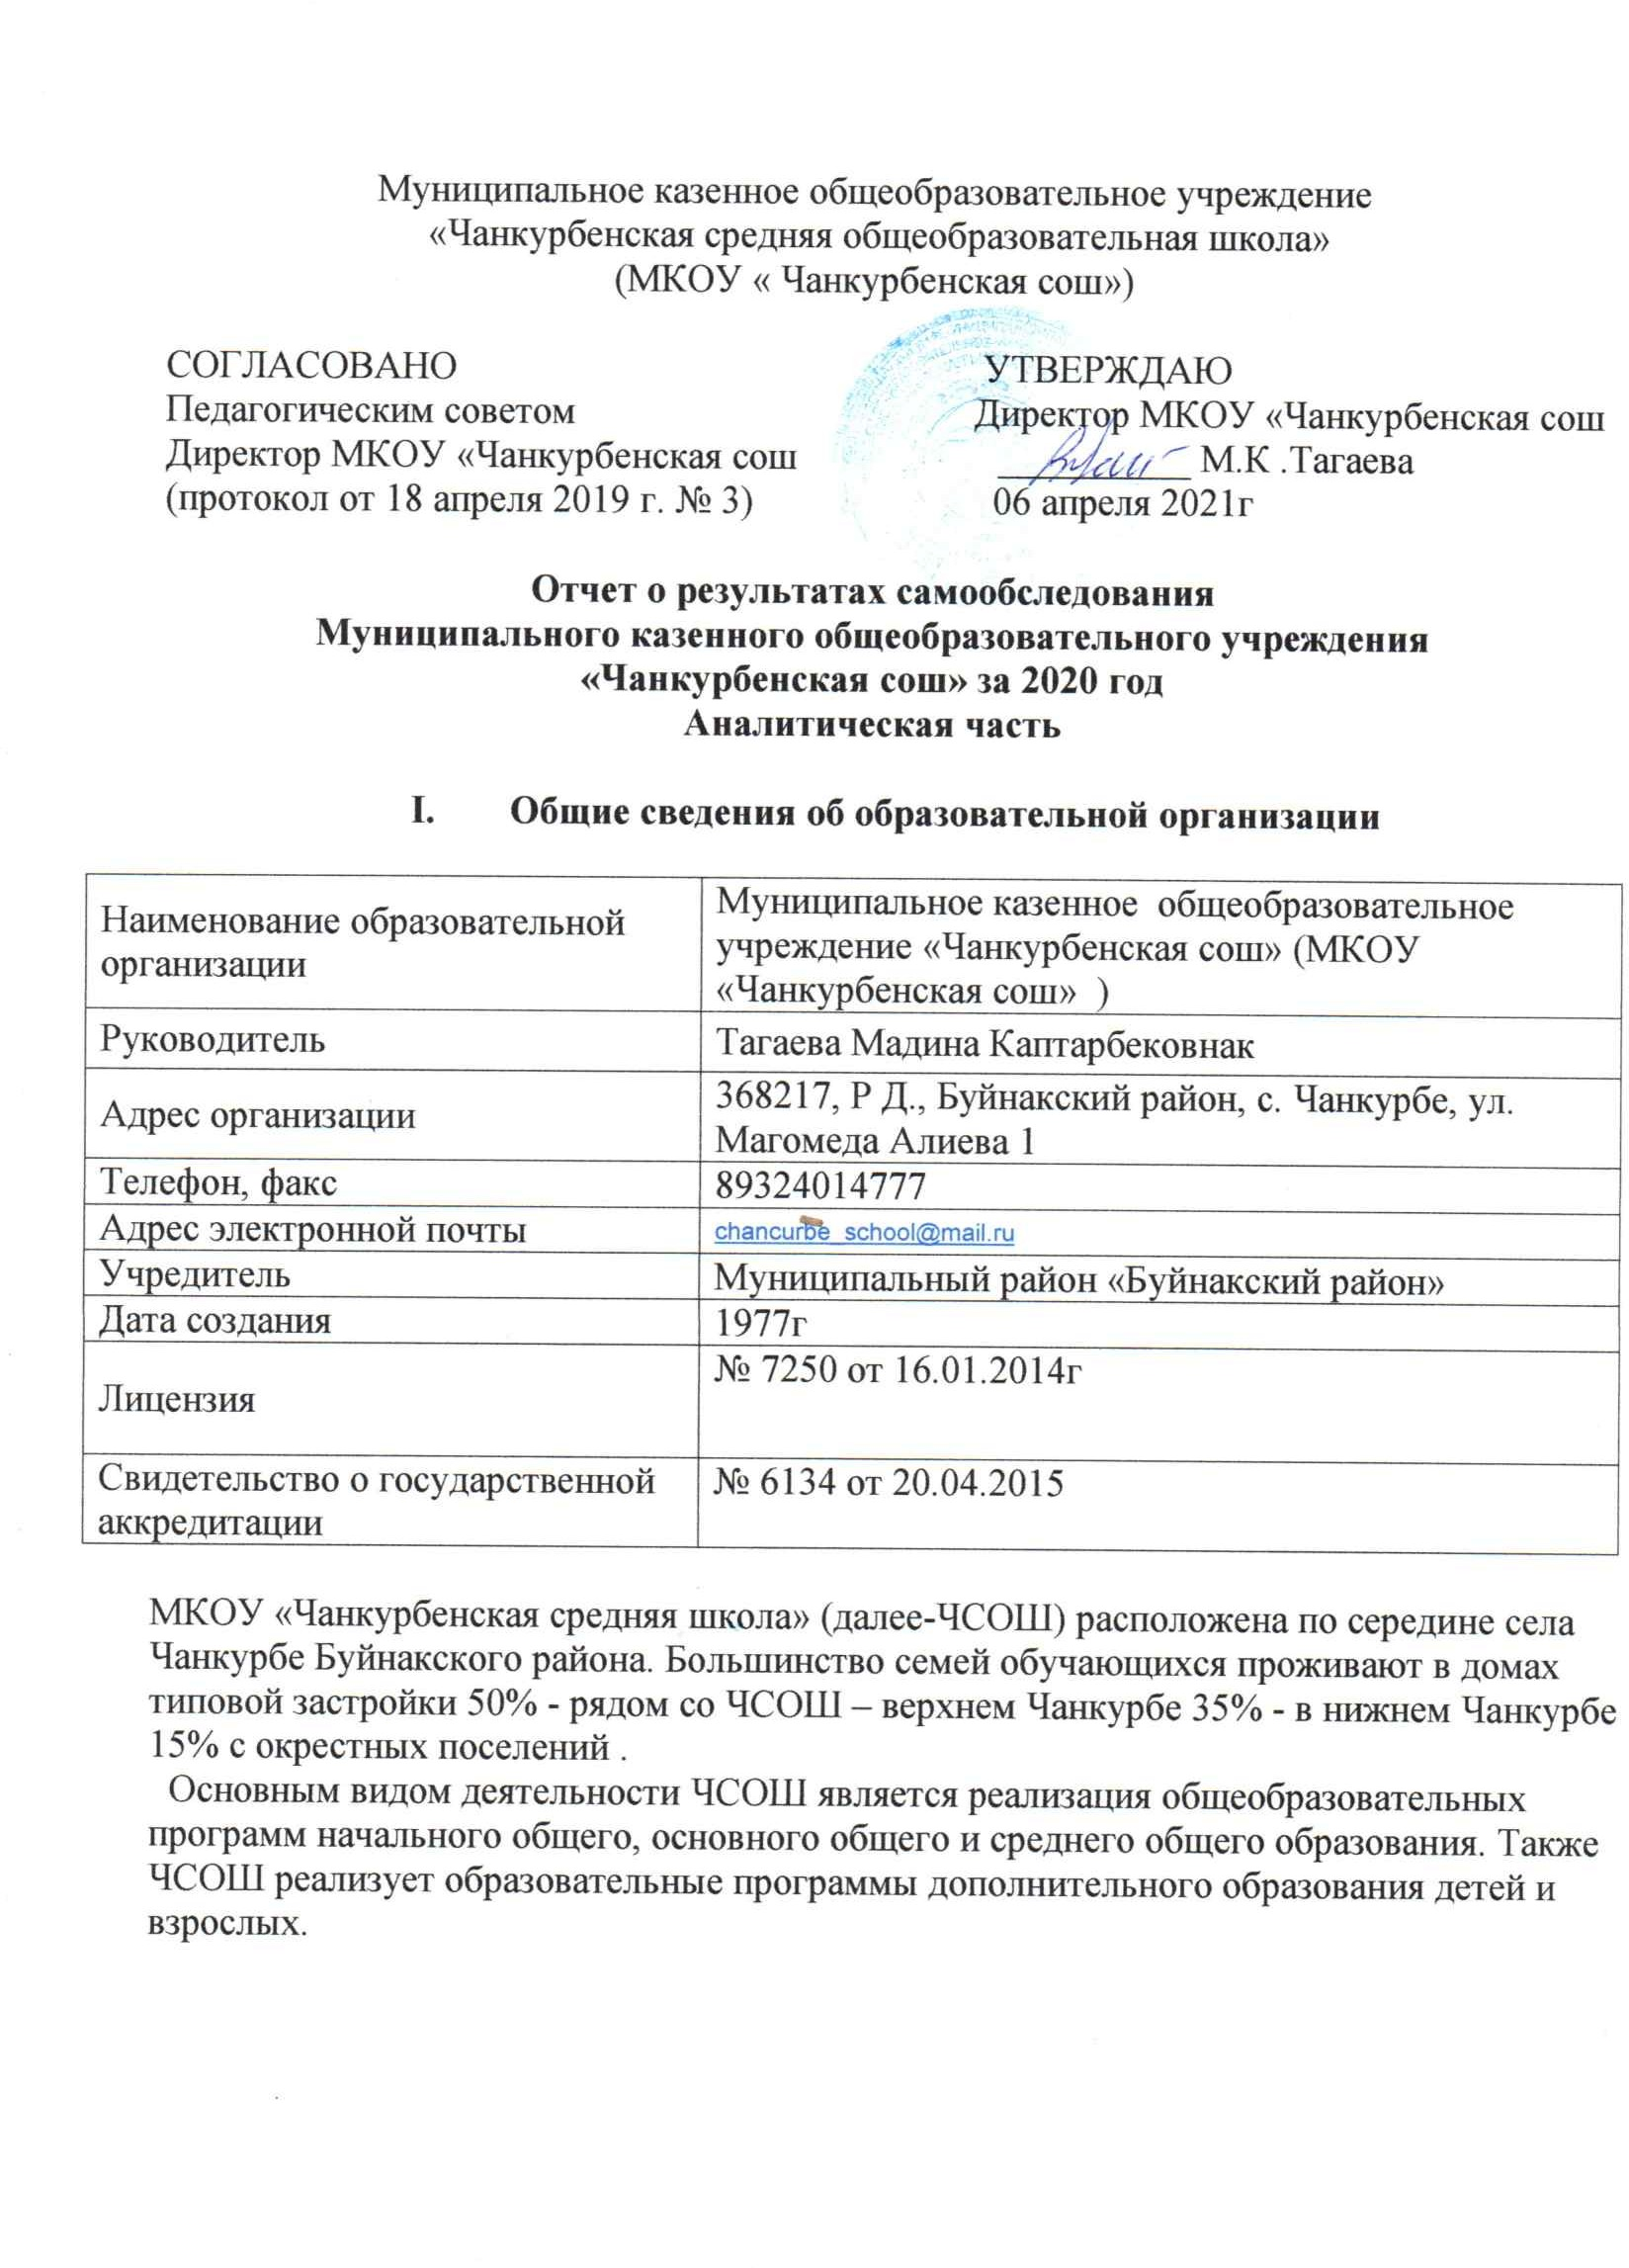 Муниципальное казенное общеобразовательное учреждение
«Чанкурбенская средняя общеобразовательная школа»
(МКОУ « Чанкурбенская сош»)
СОГЛАСОВАНО
Педагогическим советом
Директор МКОУ «Чанкурбенская сош
(протокол от 18 апреля 2019 г. № 3)
УТВЕРЖДАЮ
Директор МКОУ «Чанкурбенская сош
__________ М.К .Тагаева
06 апреля 2021г
Отчет о результатах самообследования
Муниципального казенного общеобразовательного учреждения
«Чанкурбенская сош» за 2020 год
Аналитическая часть
I. Общие сведения об образовательной организации
Наименование образовательной
организации
Муниципальное казенное общеобразовательное
учреждение «Чанкурбенская сош» (МКОУ
«Чанкурбенская сош» )
Руководитель
Тагаева Мадина Каптарбековнак
Адрес организации
368217, Р Д., Буйнакский район, с. Чанкурбе, ул.
Магомеда Алиева 1
Телефон, факс
89324014777
Адрес электронной почты
chancurbe_school@mail.ru
Учредитель
Муниципальный район «Буйнакский район»
Дата создания
1977г
Лицензия
№ 7250 от 16.01.2014г
Свидетельство о государственной
аккредитации
№ 6134 от 20.04.2015
МКОУ «Чанкурбенская средняя школа» (далее-ЧСОШ) расположена по середине села
Чанкурбе Буйнакского района. Большинство семей обучающихся проживают в домах
типовой застройки 50% - рядом со ЧСОШ – верхнем Чанкурбе 35% - в нижнем Чанкурбе
15% с окрестных поселений .
Основным видом деятельности ЧСОШ является реализация общеобразовательных
программ начального общего, основного общего и среднего общего образования. Также
ЧСОШ реализует образовательные программы дополнительного образования детей и
взрослых.